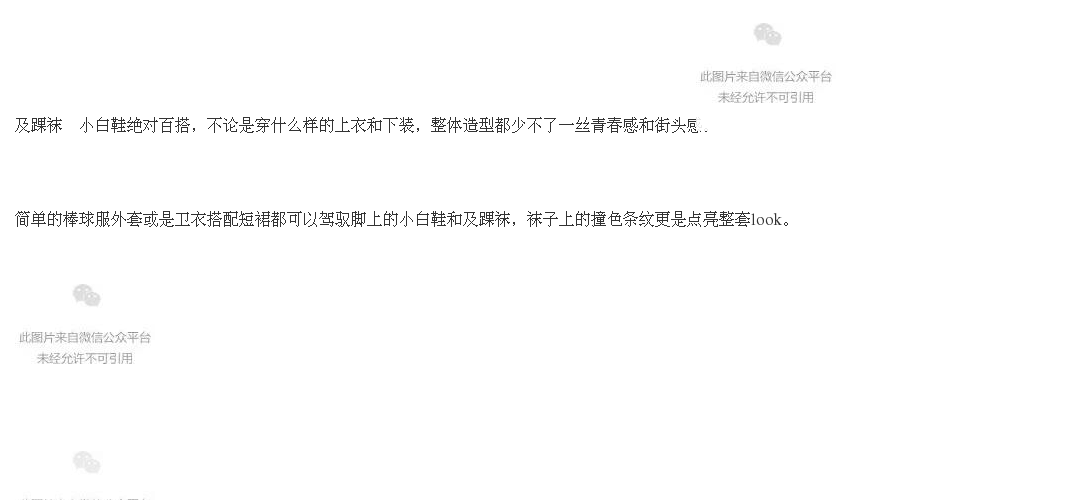 此图片来自微信公众平台
未经允许不可引用
及踝袜　小白鞋绝对百搭，不论是穿什么样的上衣和下装，整体造型都少不了一丝青春感和街头感
简单的棒球服外套或是卫衣搭配短裙都可以驾驭脚上的小白鞋和及踝袜，袜子上的撞色条纹更是点亮整套look。
此图片来自微信公众平台
未经允许不可引用